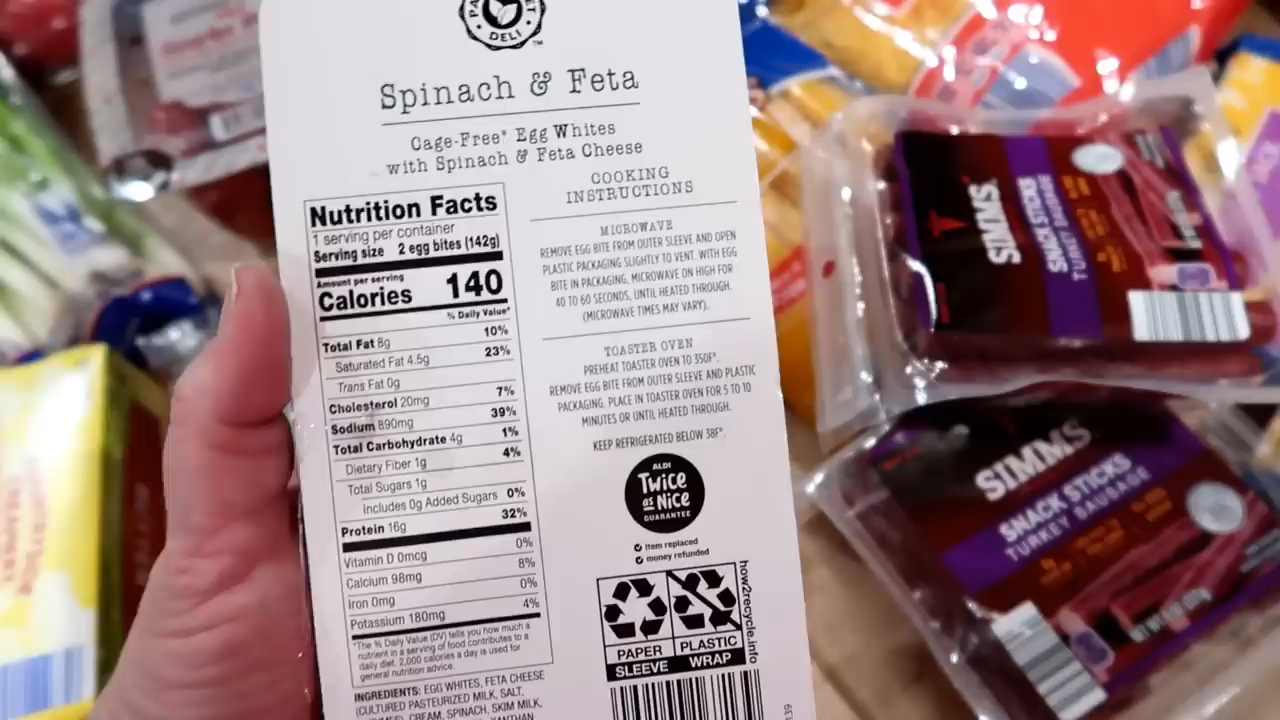 DELI
™
Spinach & Feta
Cage-Free* Egg Whites
with Spinach & Feta Cheese
Nutrition Facts
1 serving per container
Serving size 2 egg bites (142g)
Amount per serving
Calories 140
% Daily Value*
Total Fat 8g 10%
Saturated Fat 4.5g 23%
Trans Fat 0g
Cholesterol 20mg 7%
Sodium 890mg 39%
Total Carbohydrate 4g 1%
Dietary Fiber 1g 4%
Total Sugars 1g
Includes 0g Added Sugars 0%
Protein 16g 32%
Vitamin D 0mcg 0%
Calcium 98mg 8%
Iron 0mg 0%
Potassium 180mg 4%
*The % Daily Value (DV) tells you how much a
nutrient in a serving of food contributes to a
daily diet. 2,000 calories a day is used for
general nutrition advice.
INGREDIENTS: EGG WHITES, FETA CHEESE
(CULTURED PASTEURIZED MILK, SALT,
CREAM, SPINACH, SKIM MILK,
XANTHAN
COOKING
INSTRUCTIONS
MICROWAVE
REMOVE EGG BITE FROM OUTER SLEEVE AND OPEN
PLASTIC PACKAGING SLIGHTLY TO VENT. WITH EGG
BITE IN PACKAGING, MICROWAVE ON HIGH FOR
40 TO 60 SECONDS, UNTIL HEATED THROUGH.
(MICROWAVE TIMES MAY VARY).
TOASTER OVEN
PREHEAT TOASTER OVEN TO 350F°.
REMOVE EGG BITE FROM OUTER SLEEVE AND PLASTIC
PACKAGING. PLACE IN TOASTER OVEN FOR 5 TO 10
MINUTES OR UNTIL HEATED THROUGH.
KEEP REFRIGERATED BELOW 38F°.
ALDI
Twice
as Nice
GUARANTEE
item replaced
money refunded
PAPER
SLEEVE
PLASTIC
WRAP
how2recycle.info
SIMMS
SNACK STICKS
TURKEY SAUSAGE
SIMMS
SNACK STICKS
TURKEY SAUSAGE